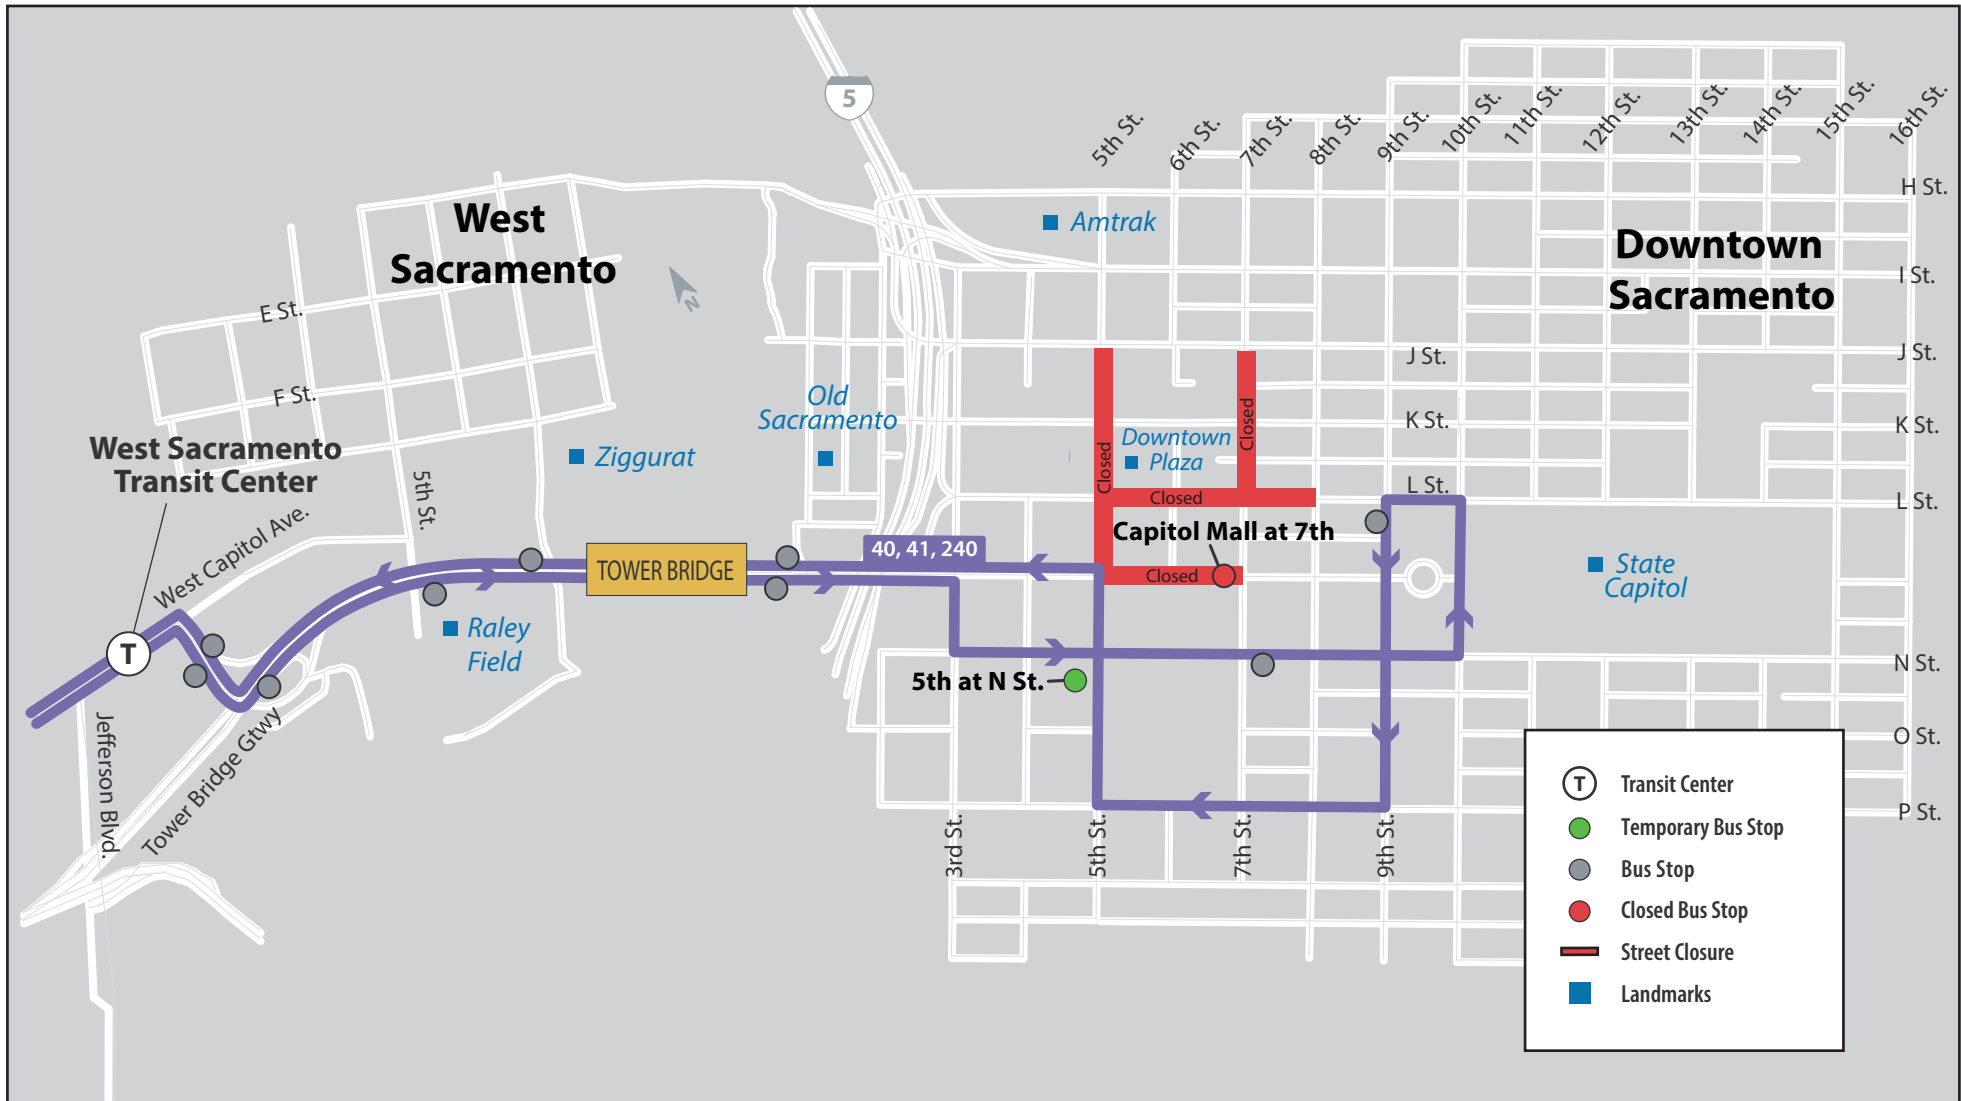 5
5th St.
6th St.
7th St.
8th St.
9th St.
10th St.
11th St.
12th St.
13th St.
14th St.
15th St.
16th St.
H St.
West
Sacramento
Amtrak
Downtown
Sacramento
I St.
N
E St.
J St.
J St.
F St.
Old
Sacramento
K St.
K St.
Closed
Closed
Downtown
Plaza
West Sacramento
Transit Center
Ziggurat
5th St.
L St.
L St.
Closed
West Capitol Ave.
Capitol Mall at 7th
40, 41, 240
TOWER BRIDGE
Closed
State
Capitol
T
Raley
Field
N St.
5th at N St.
Jefferson Blvd.
Tower Bridge Gtwy
O St.
P St.
3rd St.
5th St.
7th St.
9th St.
T
Transit Center
Temporary Bus Stop
Bus Stop
Closed Bus Stop
Street Closure
Landmarks